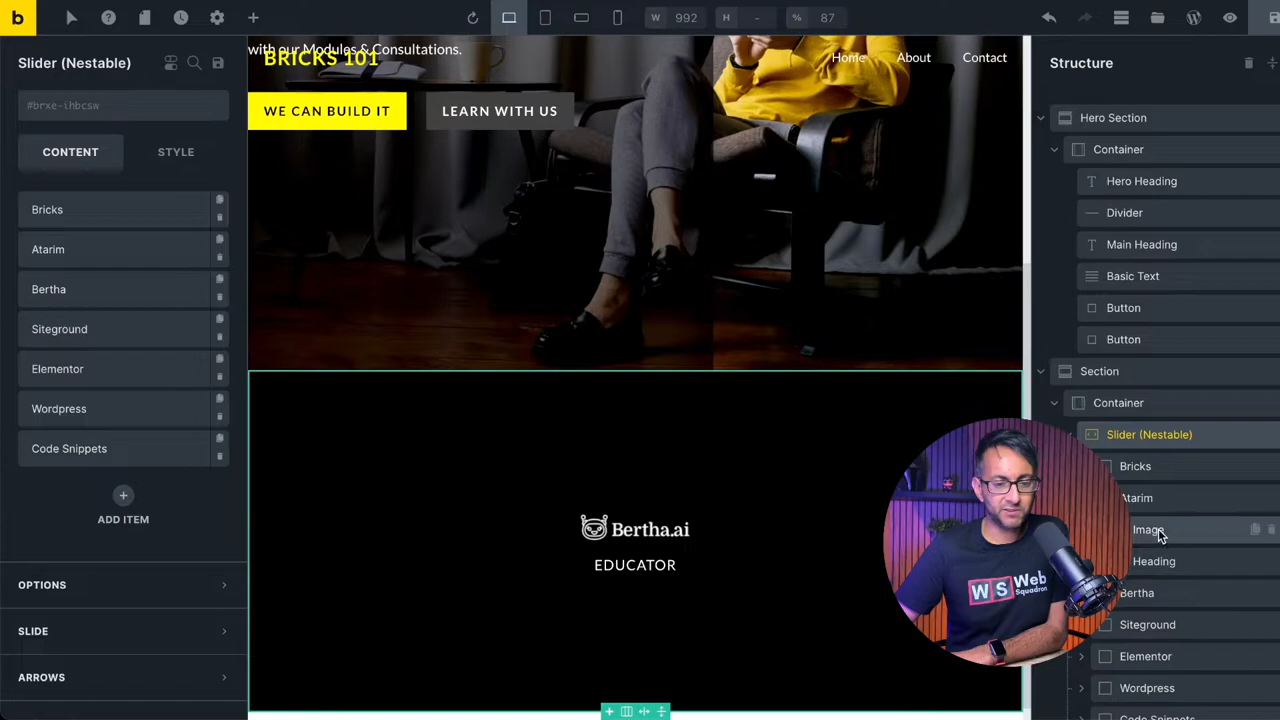 b
W 992 H - % 87
Slider (Nestable)
#brxe-ihbcsw
CONTENT STYLE
Bricks
Atarim
Bertha
Siteground
Elementor
Wordpress
Code Snippets
ADD ITEM
OPTIONS
SLIDE
ARROWS
with our Modules & Consultations.
BRICKS 101
Home About Contact
WE CAN BUILD IT LEARN WITH US
Bertha.ai
EDUCATOR
WS Web
Squadron
Structure
Hero Section
Container
Hero Heading
Divider
Main Heading
Basic Text
Button
Button
Section
Container
Slider (Nestable)
Bricks
Atarim
Image
Heading
Bertha
Siteground
Elementor
Wordpress
Code Snippets